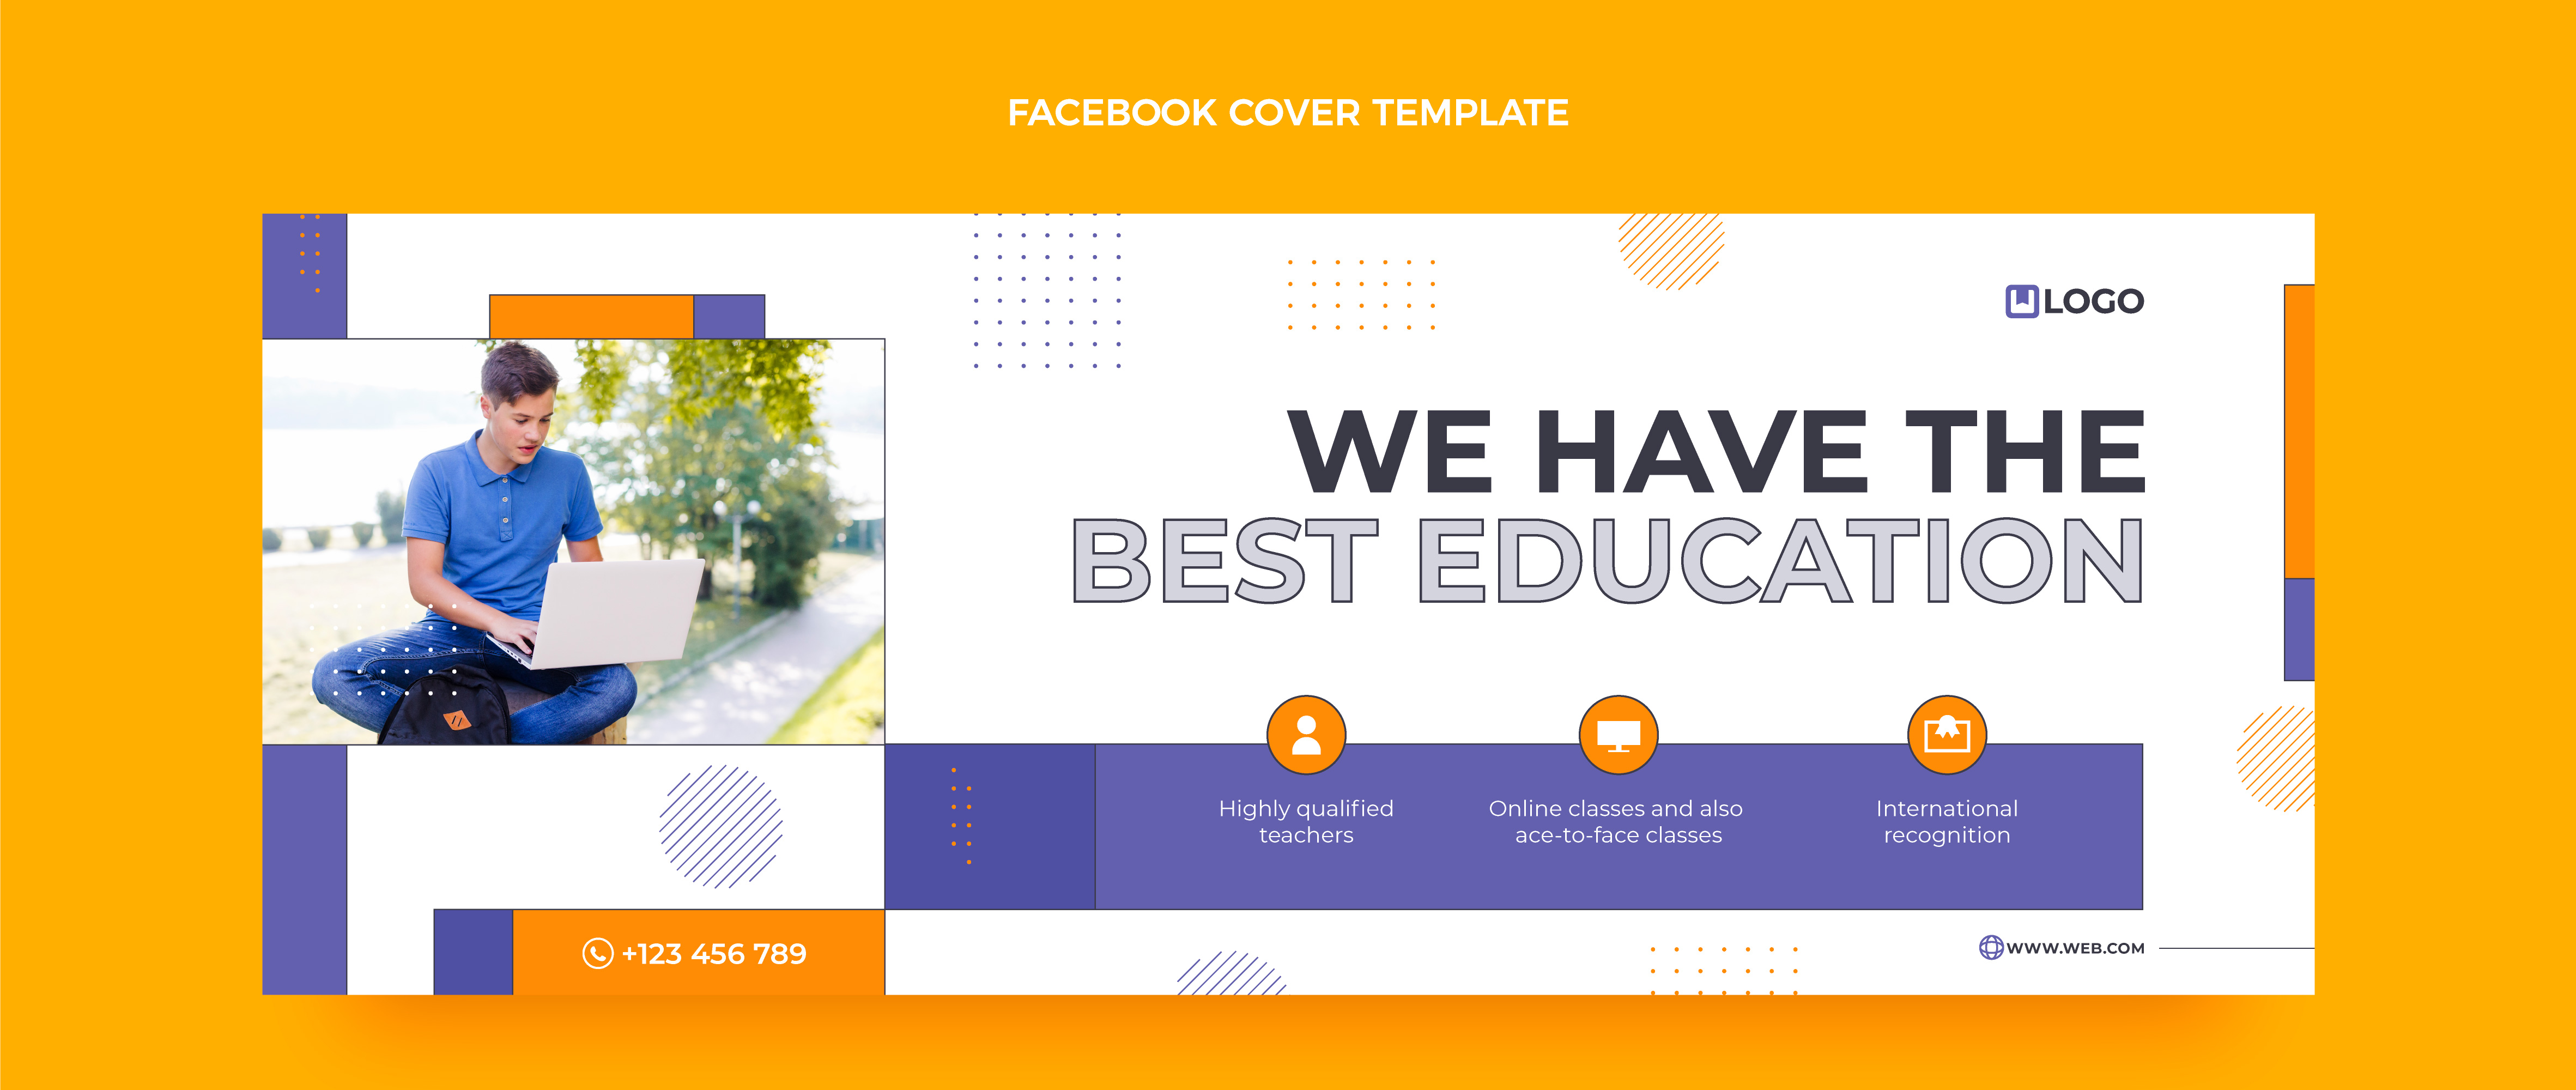 FACEBOOK COVER TEMPLATE
LOGO
WE HAVE THE
BEST EDUCATION
Highly qualified
teachers
Online classes and also
ace-to-face classes
International
recognition
+123 456 789
WWW.WEB.COM